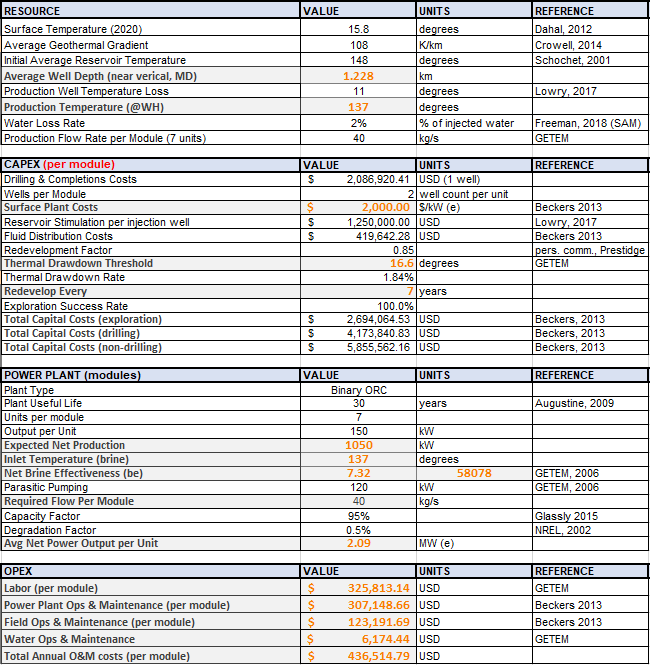 RESOURCE VALUE UNITS REFERENCE
Surface Temperature (2020) 15.8 degrees Dahal, 2012
Average Geothermal Gradient 108 K/km Crowell, 2014
Initial Average Reservoir Temperature 148 degrees Schochet, 2001
Average Well Depth (near verical, MD) 1.228 km
Production Well Temperature Loss 11 degrees Lowry, 2017
Production Temperature (@WH) 137 degrees
Water Loss Rate 2% % of injected water Freeman, 2018 (SAM)
Production Flow Rate per Module (7 units) 40 kg/s GETEM
CAPEX (per module) VALUE UNITS REFERENCE
Drilling & Completions Costs $ 2,086,920.41 USD (1 well)
Wells per Module 2 well count per unit
Surface Plant Costs $ 2,000.00 $/kW (e) Beckers 2013
Reservoir Stimulation per injection well $ 1,250,000.00 USD Lowry, 2017
Fluid Distribution Costs $ 419,642.28 USD Beckers 2013
Redevelopment Factor 0.85 pers. comm., Prestidge
Thermal Drawdown Threshold 16.6 degrees GETEM
Thermal Drawdown Rate 1.84%
Redevelop Every 7 years
Exploration Success Rate 100.0%
Total Capital Costs (exploration) $ 2,694,064.53 USD Beckers, 2013
Total Capital Costs (drilling) $ 4,173,840.83 USD Beckers, 2013
Total Capital Costs (non-drilling) $ 5,855,562.16 USD Beckers, 2013
POWER PLANT (modules) VALUE UNITS REFERENCE
Plant Type Binary ORC
Plant Useful Life 30 years Augustine, 2009
Units per module 7
Output per Unit 150 kW
Expected Net Production 1050 kW
Inlet Temperature (brine) 137 degrees
Net Brine Effectiveness (be) 7.32 58078 GETEM, 2006
Parasitic Pumping 120 kW GETEM, 2006
Required Flow Per Module 40 kg/s
Capacity Factor 95% Glassly 2015
Degradation Factor 0.5% NREL, 2002
Avg Net Power Output per Unit 2.09 MW (e)
OPEX VALUE UNITS REFERENCE
Labor (per module) $ 325,813.14 USD GETEM
Power Plant Ops & Maintenance (per module) $ 307,148.66 USD Beckers 2013
Field Ops & Maintenance (per module) $ 123,191.69 USD Beckers 2013
Water Ops & Maintenance $ 6,174.44 USD GETEM
Total Annual O&M costs (per module) $ 436,514.79 USD